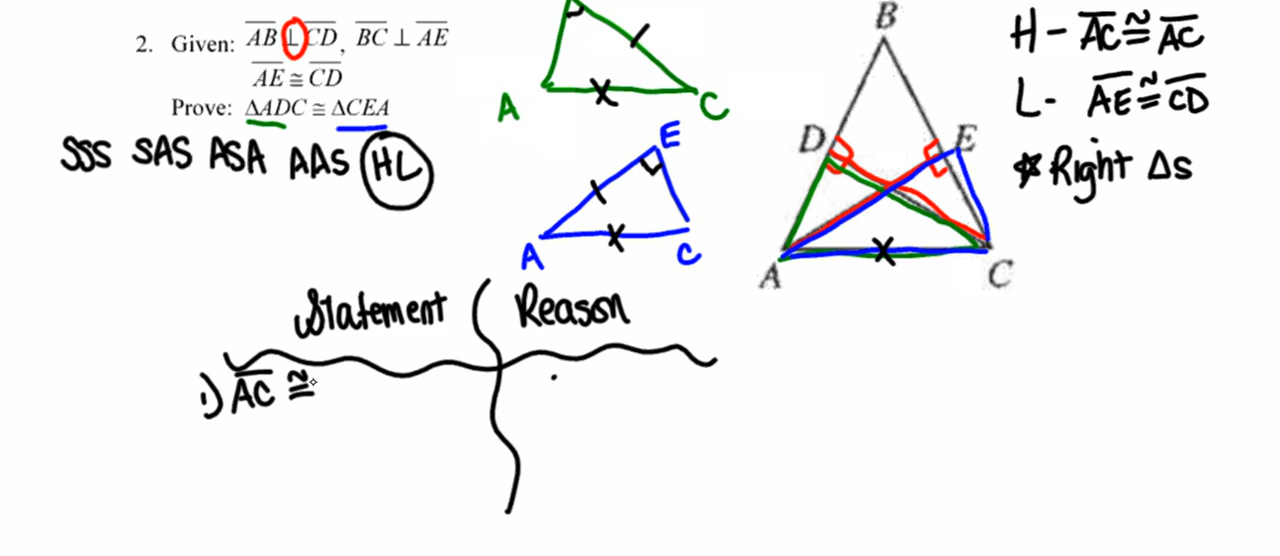 2. Given: AB ⊥ CD, BC ⊥ AE
AE ≅ CD
Prove: ΔADC ≅ ΔCEA
SSS SAS ASA AAS HL
A C
E
A C
B
D E
A C
H - AC ≅ AC
L- AE ≅ CD
* Right Δs
Statement Reason
1.) AC ≅